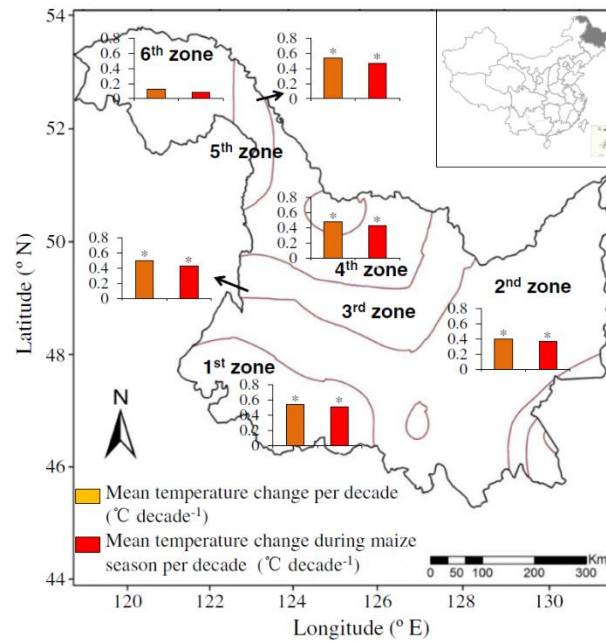 54
52
50
48
46
44
Latitude (° N)
6th zone
0.8
0.6
0.4
0.2
0
0.8
0.6
0.4
0.2
0
*
*
5th zone
0.8
0.6
0.4
0.2
0
*
*
4th zone
0.8
0.6
0.4
0.2
0
*
*
3rd zone
2nd zone
0.8
0.6
0.4
0.2
0
*
*
1st zone
0.8
0.6
0.4
0.2
0
*
*
N
Mean temperature change per decade
(℃ decade-1)
Mean temperature change during maize
season per decade (℃ decade-1)
Km
0 50 100 200 300
120 122 124 126 128 130
Longitude (° E)